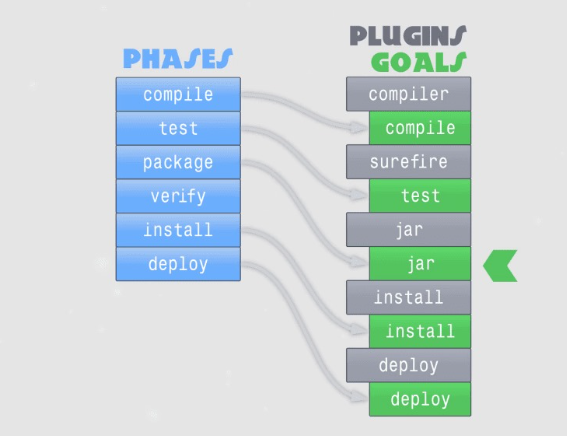 PHASES
compile
test
package
verify
install
deploy
PLUGINS
GOALS
compiler
compile
surefire
test
jar
jar
install
install
deploy
deploy